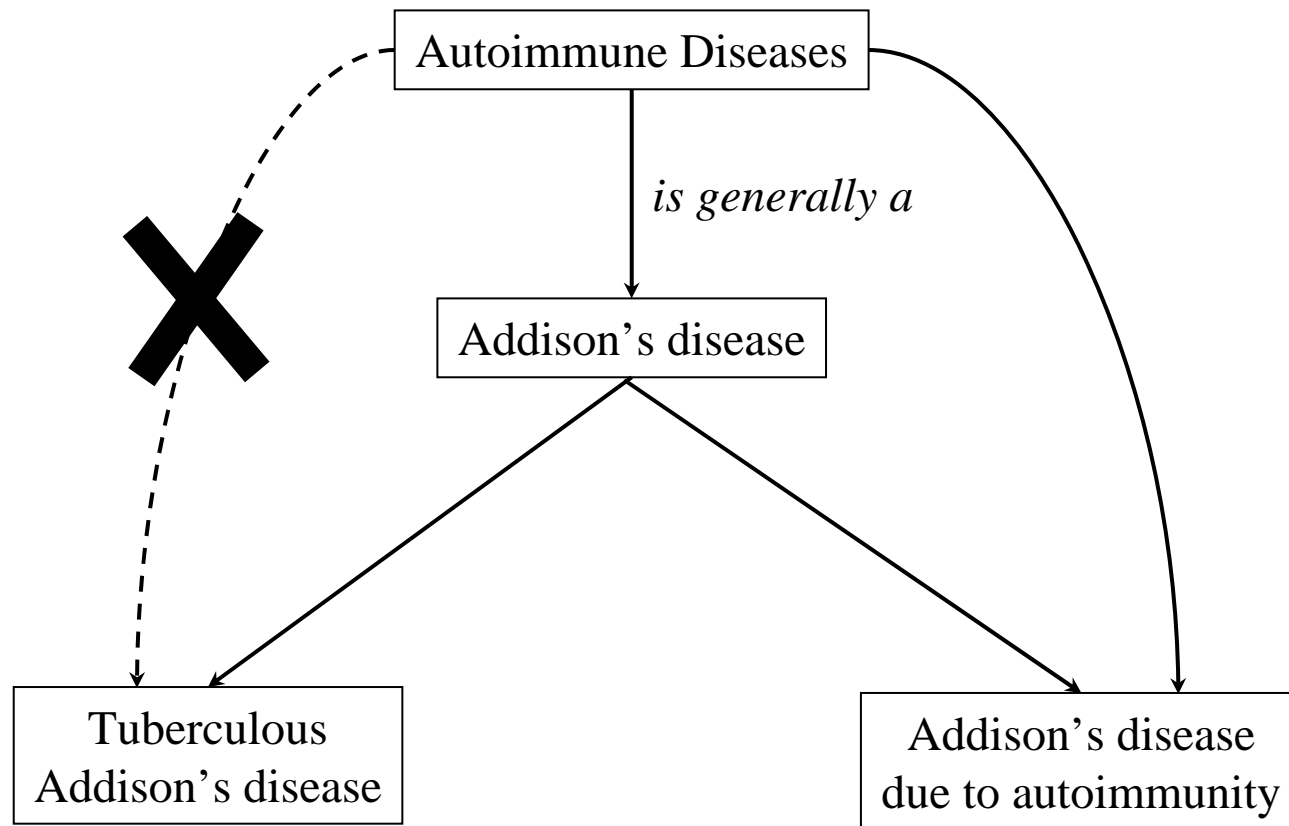 Autoimmune Diseases
is generally a
Addison’s disease
Tuberculous
Addison’s disease
Addison’s disease
due to autoimmunity